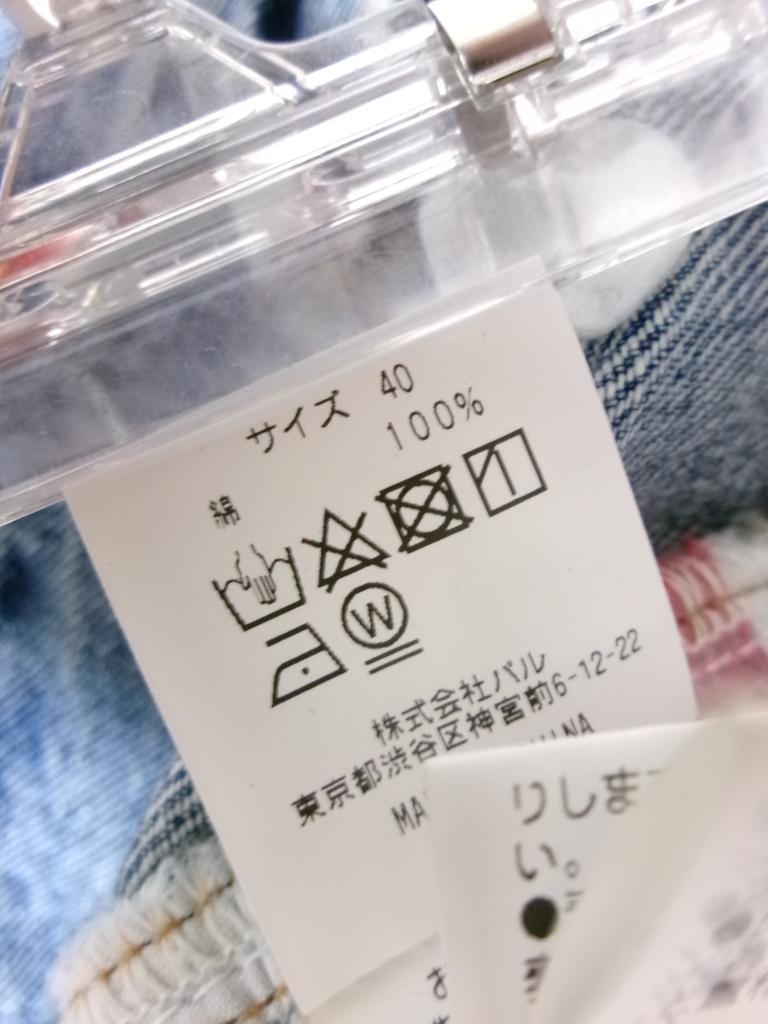 サイズ 40
綿 100%
W
株式会社パル
東京都渋谷区神宮前6-12-22
MA
りしま
い。
●